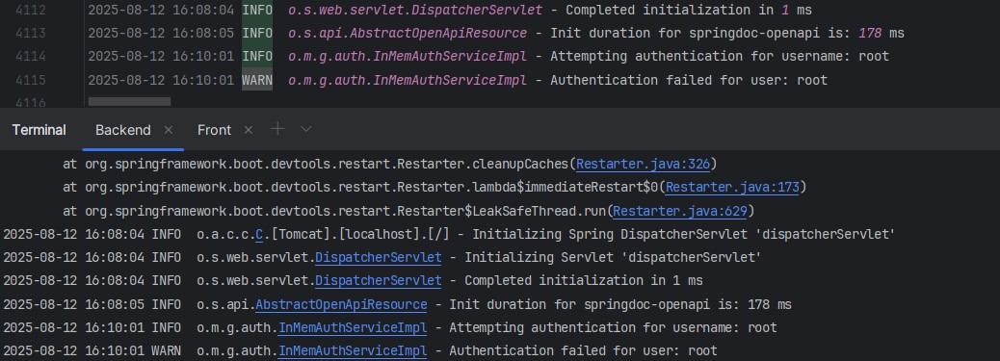 4112 2025-08-12 16:08:04 INFO o.s.web.servlet.DispatcherServlet - Completed initialization in 1 ms
4113 2025-08-12 16:08:05 INFO o.s.api.AbstractOpenApiResource - Init duration for springdoc-openapi is: 178 ms
4114 2025-08-12 16:10:01 INFO o.m.g.auth.InMemAuthServiceImpl - Attempting authentication for username: root
4115 2025-08-12 16:10:01 WARN o.m.g.auth.InMemAuthServiceImpl - Authentication failed for user: root
4116
Terminal Backend × Front × +
at org.springframework.boot.devtools.restart.Restarter.cleanupCaches(Restarter.java:326)
at org.springframework.boot.devtools.restart.Restarter.lambda$immediateRestart$0(Restarter.java:173)
at org.springframework.boot.devtools.restart.Restarter$LeakSafeThread.run(Restarter.java:629)
2025-08-12 16:08:04 INFO o.a.c.c.C.[Tomcat].[localhost].[/] - Initializing Spring DispatcherServlet 'dispatcherServlet'
2025-08-12 16:08:04 INFO o.s.web.servlet.DispatcherServlet - Initializing Servlet 'dispatcherServlet'
2025-08-12 16:08:04 INFO o.s.web.servlet.DispatcherServlet - Completed initialization in 1 ms
2025-08-12 16:08:05 INFO o.s.api.AbstractOpenApiResource - Init duration for springdoc-openapi is: 178 ms
2025-08-12 16:10:01 INFO o.m.g.auth.InMemAuthServiceImpl - Attempting authentication for username: root
2025-08-12 16:10:01 WARN o.m.g.auth.InMemAuthServiceImpl - Authentication failed for user: root